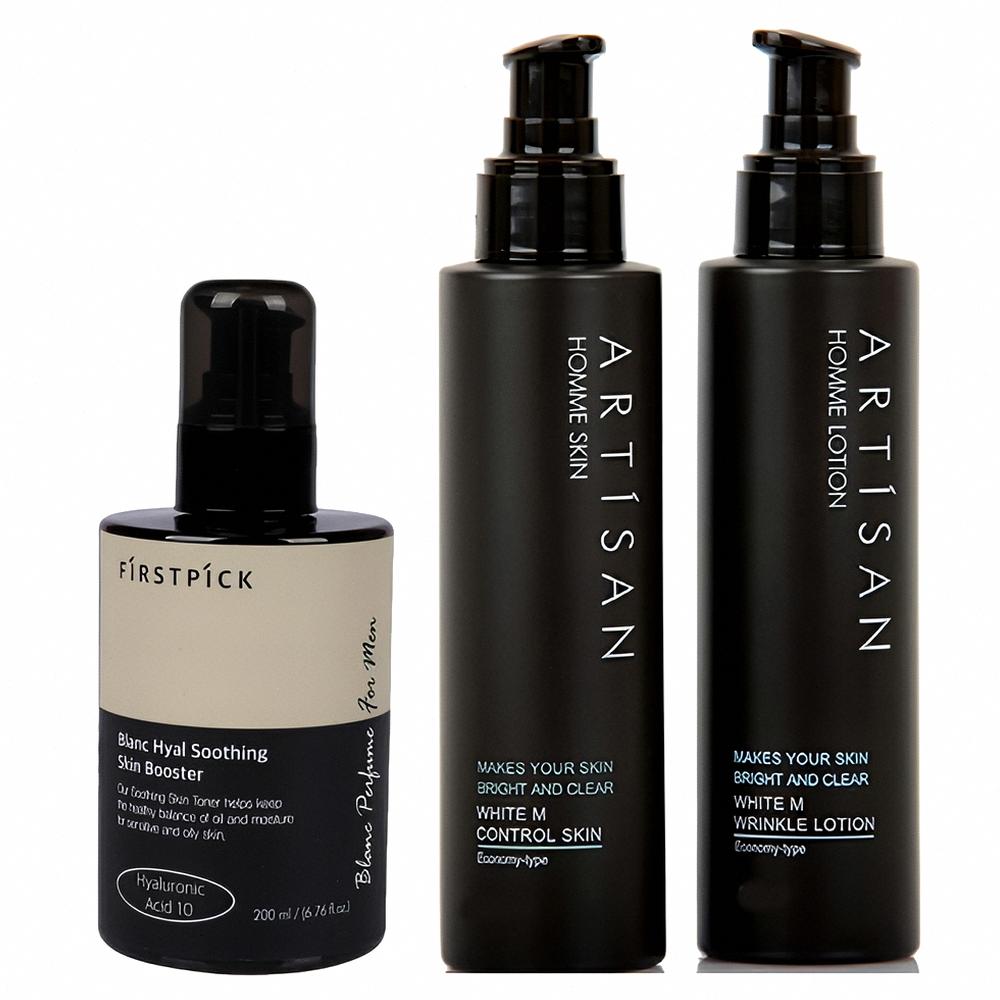 FÍRSTPÍCK
Blanc Hyal Soothing
Skin Booster
Our Soothing Skin Toner helps keep
the healthy balance of oil and moisture
for sensitive and oily skin.
Hyaluronic
Acid 10
200 ml / (6.76 fl.oz.)
Blanc Perfume For Men
ARTÍSAN
HOMME SKIN
MAKES YOUR SKIN
BRIGHT AND CLEAR
WHITE M
CONTROL SKIN
Economy-type
ARTÍSAN
HOMME LOTION
MAKES YOUR SKIN
BRIGHT AND CLEAR
WHITE M
WRINKLE LOTION
Economy-type